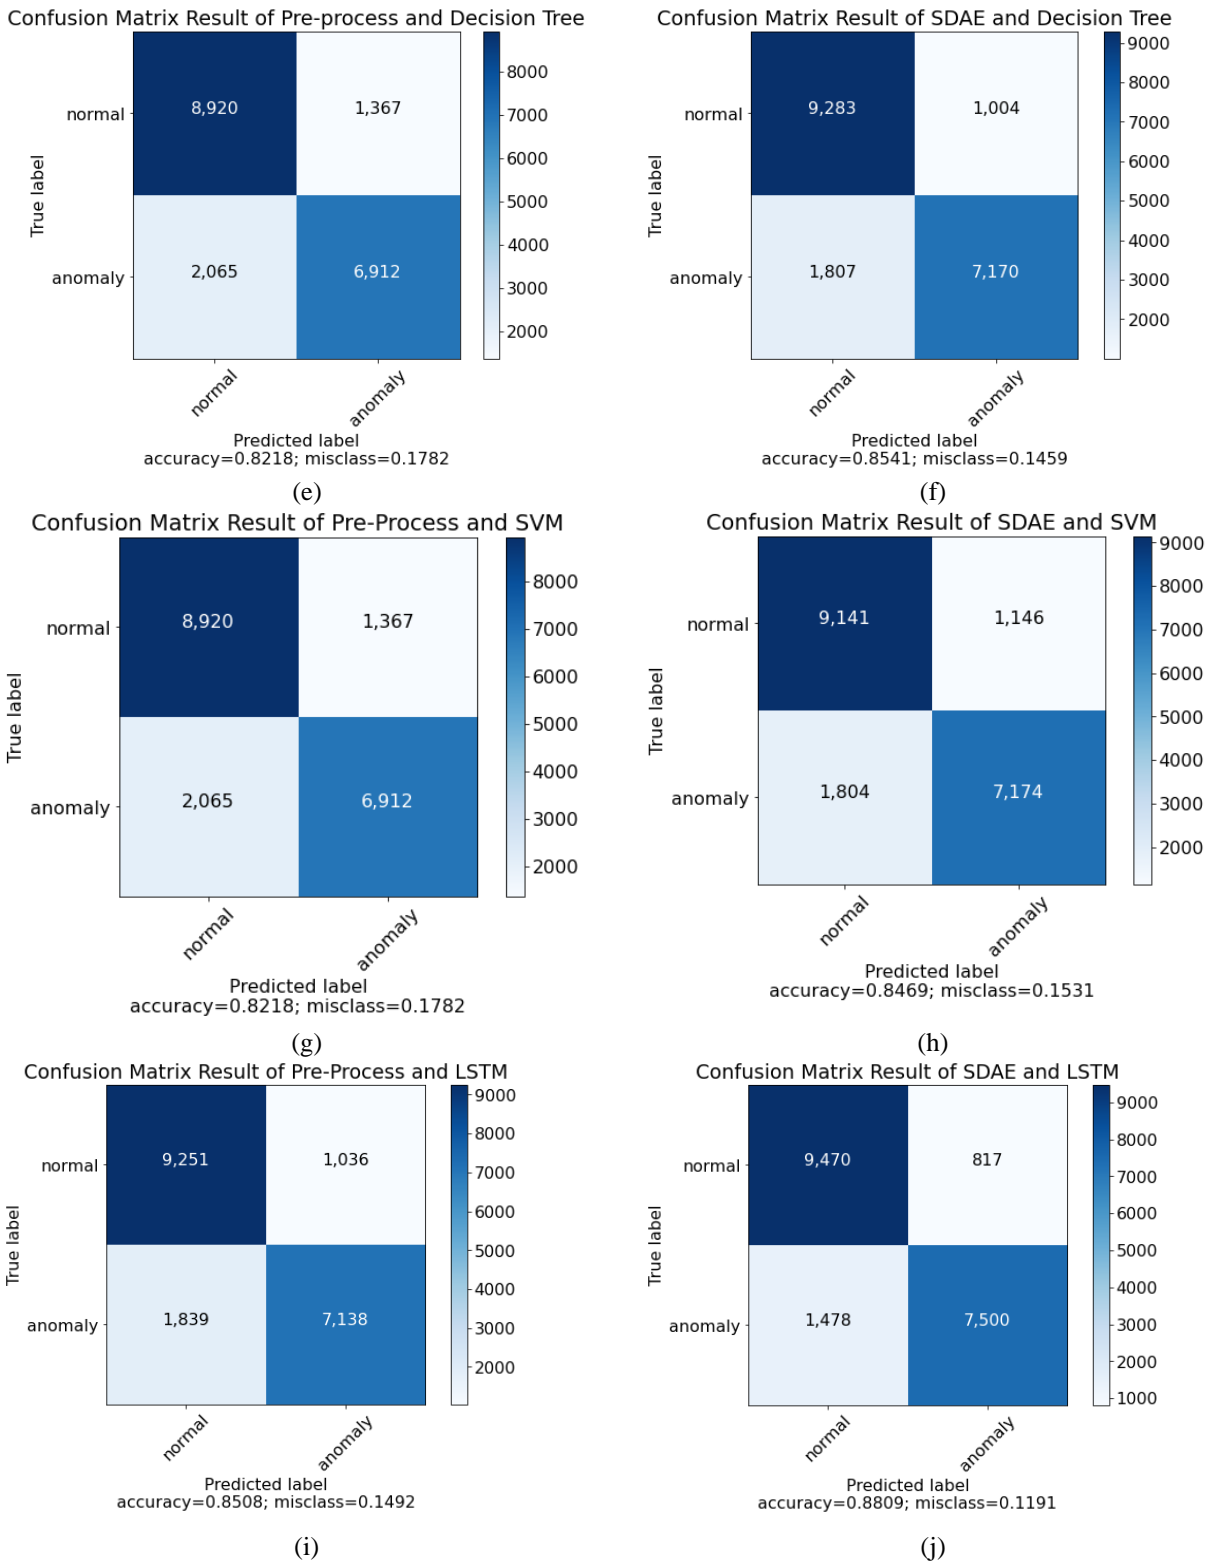 Confusion Matrix Result of Pre-process and Decision Tree
normal
8,920
1,367
anomaly
2,065
6,912
True label
normal
anomaly
Predicted label
accuracy=0.8218; misclass=0.1782
8000
7000
6000
5000
4000
3000
2000
(e)
Confusion Matrix Result of SDAE and Decision Tree
normal
9,283
1,004
anomaly
1,807
7,170
True label
normal
anomaly
Predicted label
accuracy=0.8541; misclass=0.1459
9000
8000
7000
6000
5000
4000
3000
2000
(f)
Confusion Matrix Result of Pre-Process and SVM
normal
8,920
1,367
anomaly
2,065
6,912
True label
normal
anomaly
Predicted label
accuracy=0.8218; misclass=0.1782
8000
7000
6000
5000
4000
3000
2000
(g)
Confusion Matrix Result of SDAE and SVM
normal
9,141
1,146
anomaly
1,804
7,174
True label
normal
anomaly
Predicted label
accuracy=0.8469; misclass=0.1531
9000
8000
7000
6000
5000
4000
3000
2000
(h)
Confusion Matrix Result of Pre-Process and LSTM
normal
9,251
1,036
anomaly
1,839
7,138
True label
normal
anomaly
Predicted label
accuracy=0.8508; misclass=0.1492
9000
8000
7000
6000
5000
4000
3000
2000
(i)
Confusion Matrix Result of SDAE and LSTM
normal
9,470
817
anomaly
1,478
7,500
True label
normal
anomaly
Predicted label
accuracy=0.8809; misclass=0.1191
9000
8000
7000
6000
5000
4000
3000
2000
1000
(j)